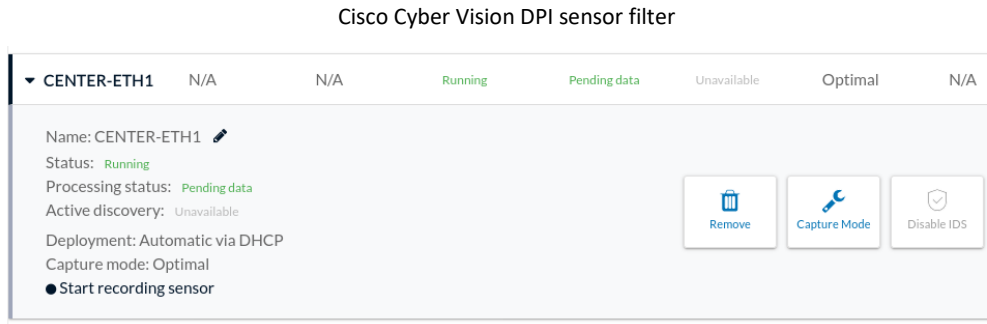 Cisco Cyber Vision DPI sensor filter
CENTER-ETH1 N/A N/A Running Pending data Unavailable Optimal N/A
Name: CENTER-ETH1
Status: Running
Processing status: Pending data
Active discovery: Unavailable
Deployment: Automatic via DHCP
Capture mode: Optimal
Start recording sensor
Remove Capture Mode Disable IDS